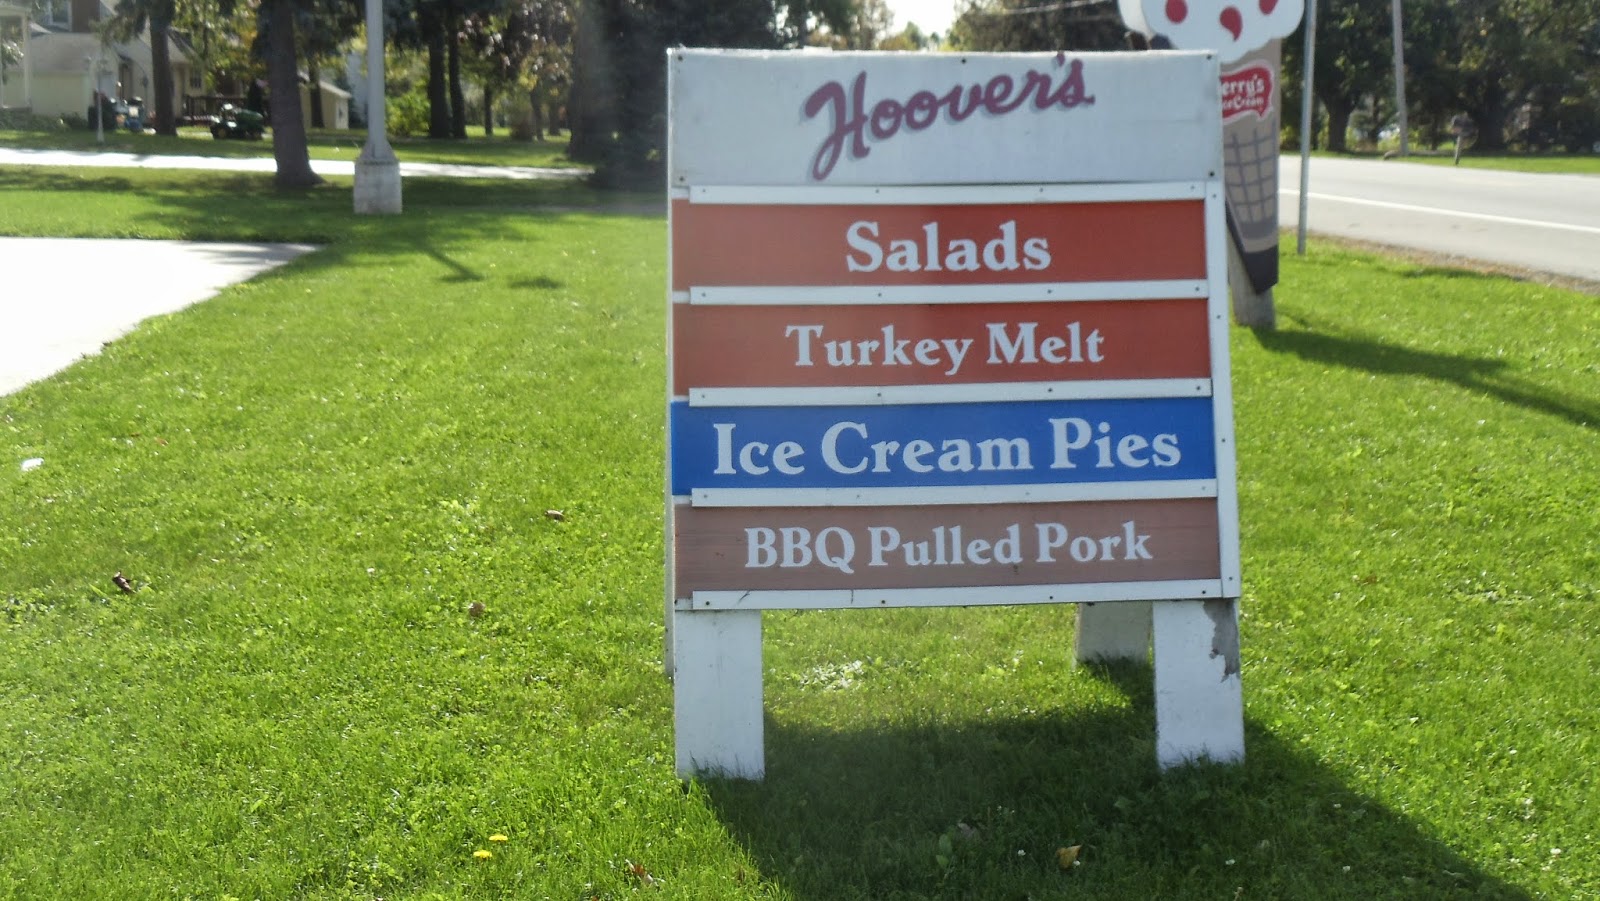 Hoover's
Salads
Turkey Melt
Ice Cream Pies
BBQ Pulled Pork